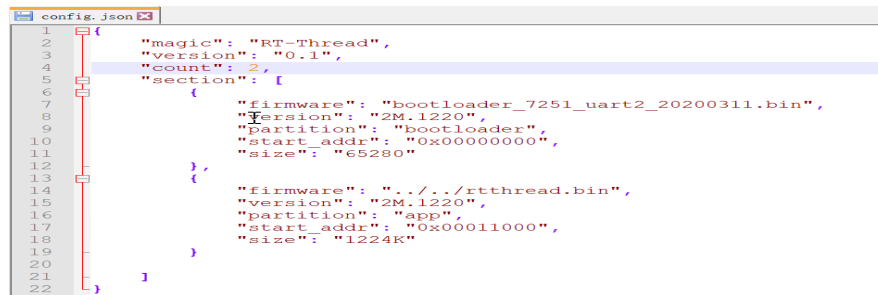 config.json
1 {
2 "magic": "RT-Thread",
3 "version": "0.1",
4 "count": 2,
5 "section": [
6 {
7 "firmware": "bootloader_7251_uart2_20200311.bin",
8 "version": "2M.1220",
9 "partition": "bootloader",
10 "start_addr": "0x00000000",
11 "size": "65280"
12 },
13 {
14 "firmware": "../../rtthread.bin",
15 "version": "2M.1220",
16 "partition": "app",
17 "start_addr": "0x00011000",
18 "size": "1224K"
19 }
20
21 ]
22 }